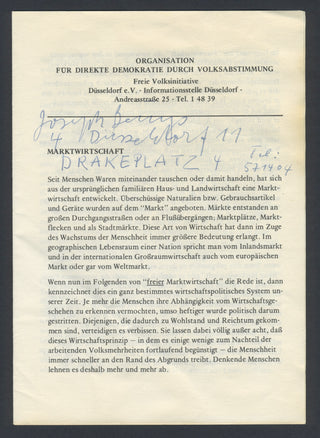 ORGANISATION
FÜR DIREKTE DEMOKRATIE DURCH VOLKSABSTIMMUNG
Freie Volksinitiative
Düsseldorf e.V. · Informationsstelle Düsseldorf ·
Andreasstraße 25 - Tel. 1 48 39
Joseph Beuys
4 Düsseldorf 11
DRAKEPLATZ 4 Tel:
571404
MARKTWIRTSCHAFT
Seit Menschen Waren miteinander tauschen oder damit handeln, hat sich
aus der ursprünglichen familiären Haus- und Landwirtschaft eine Markt-
wirtschaft entwickelt. Überschüssige Naturalien bzw. Gebrauchsartikel
und Geräte wurden auf dem "Markt" angeboten. Märkte entstanden an
großen Durchgangsstraßen oder an Flußübergängen; Marktplätze, Markt-
flecken und als Stadtmärkte. Diese Art von Wirtschaft hat dann im Zuge
des Wachstums der Menschheit immer größere Bedeutung erlangt. Im
geographischen Lebensraum einer Nation spricht man vom Inlandsmarkt
und in der internationalen Großraumwirtschaft auch vom europäischen
Markt oder gar vom Weltmarkt.
Wenn nun im Folgenden von "freier Marktwirtschaft" die Rede ist, dann
kennzeichnet dies ein ganz bestimmtes wirtschaftspolitisches System un-
serer Zeit. Je mehr die Menschen ihre Abhängigkeit vom Wirtschaftsge-
schehen zu erkennen vermochten, umso heftiger wurde politisch darum
gestritten. Diejenigen, die dadurch zu Wohlstand und Reichtum gekom-
men sind, verteidigen es verbissen. Sie lassen dabei völlig außer acht, daß
dieses Wirtschaftsprinzip – in dem es einige wenige zum Nachteil der
arbeitenden Volksmehrheiten fortlaufend begünstigt – die Menschheit
immer schneller an den Rand des Abgrunds treibt. Denkende Menschen
lehnen es deshalb mehr und mehr ab.